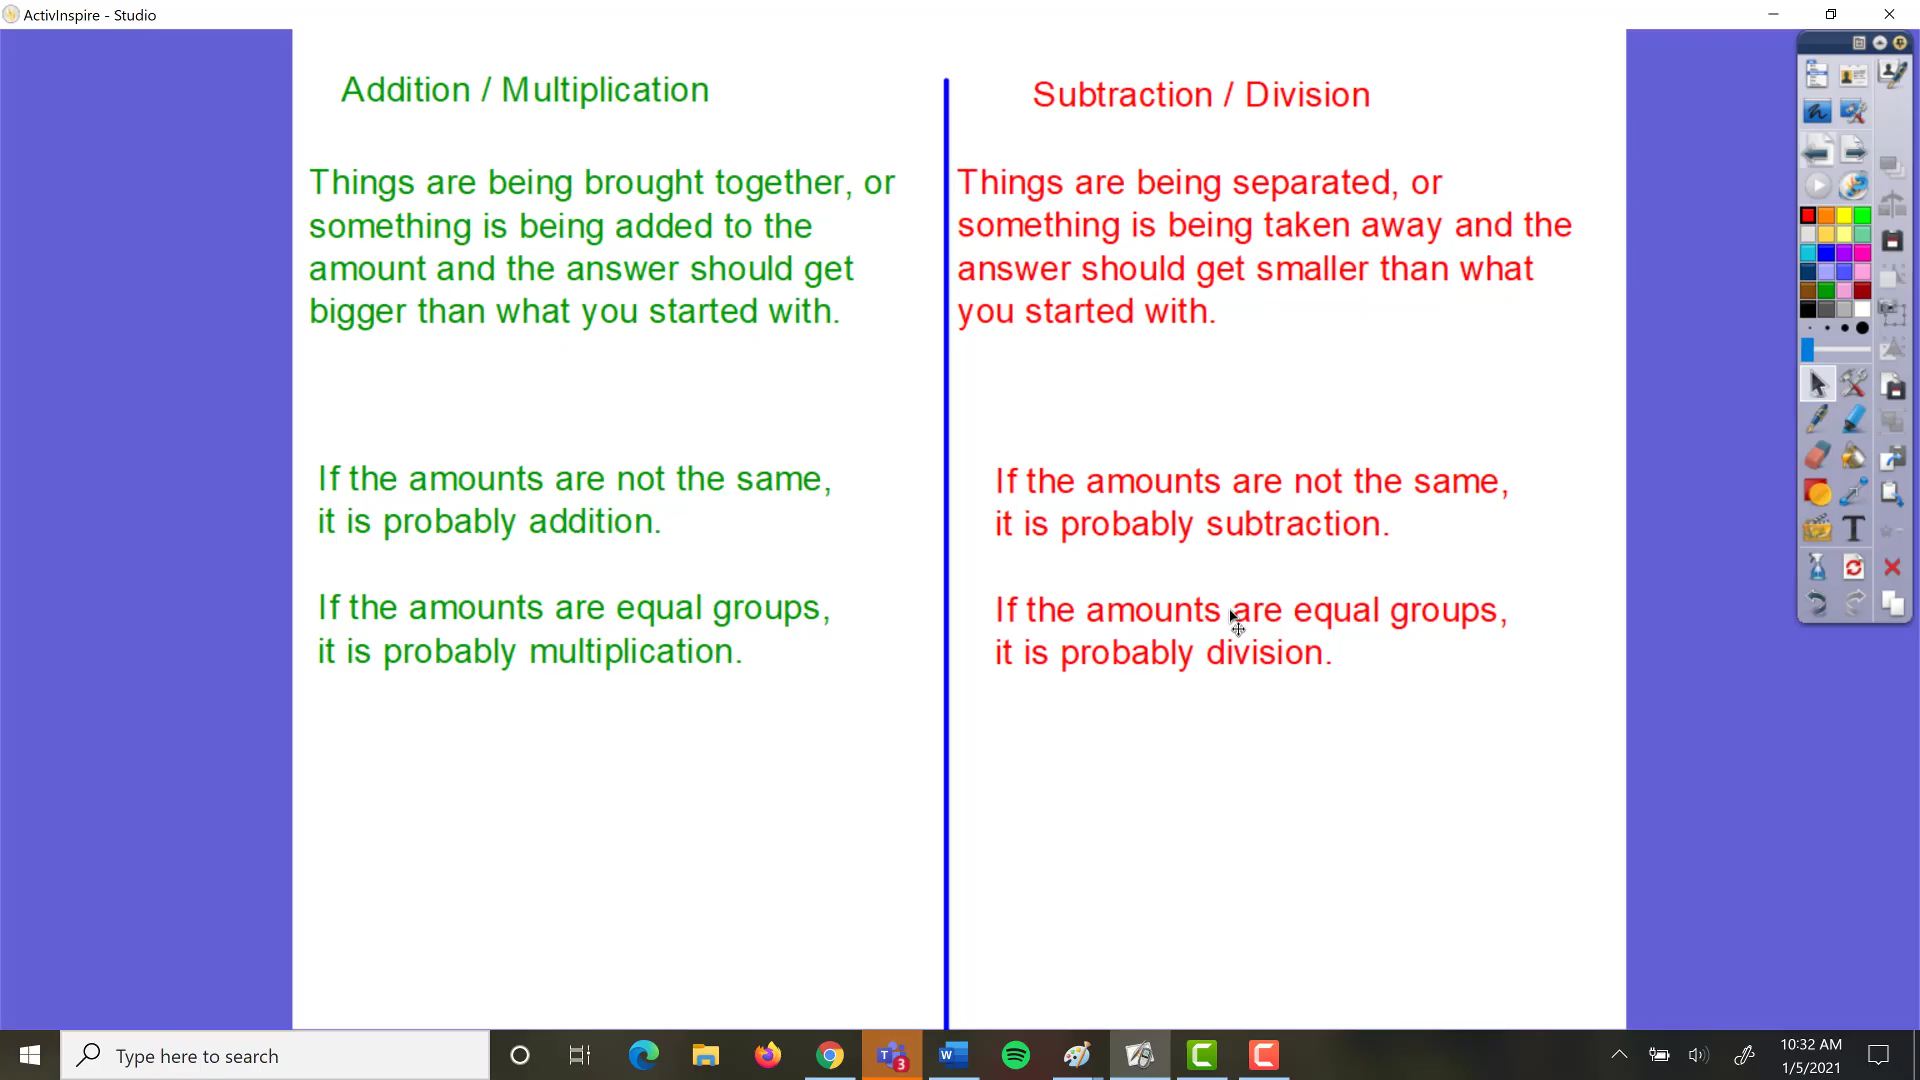 ActivInspire - Studio
Addition / Multiplication
Things are being brought together, or
something is being added to the
amount and the answer should get
bigger than what you started with.
If the amounts are not the same,
it is probably addition.
If the amounts are equal groups,
it is probably multiplication.
Subtraction / Division
Things are being separated, or
something is being taken away and the
answer should get smaller than what
you started with.
If the amounts are not the same,
it is probably subtraction.
If the amounts are equal groups,
it is probably division.
Type here to search
3
10:32 AM
1/5/2021